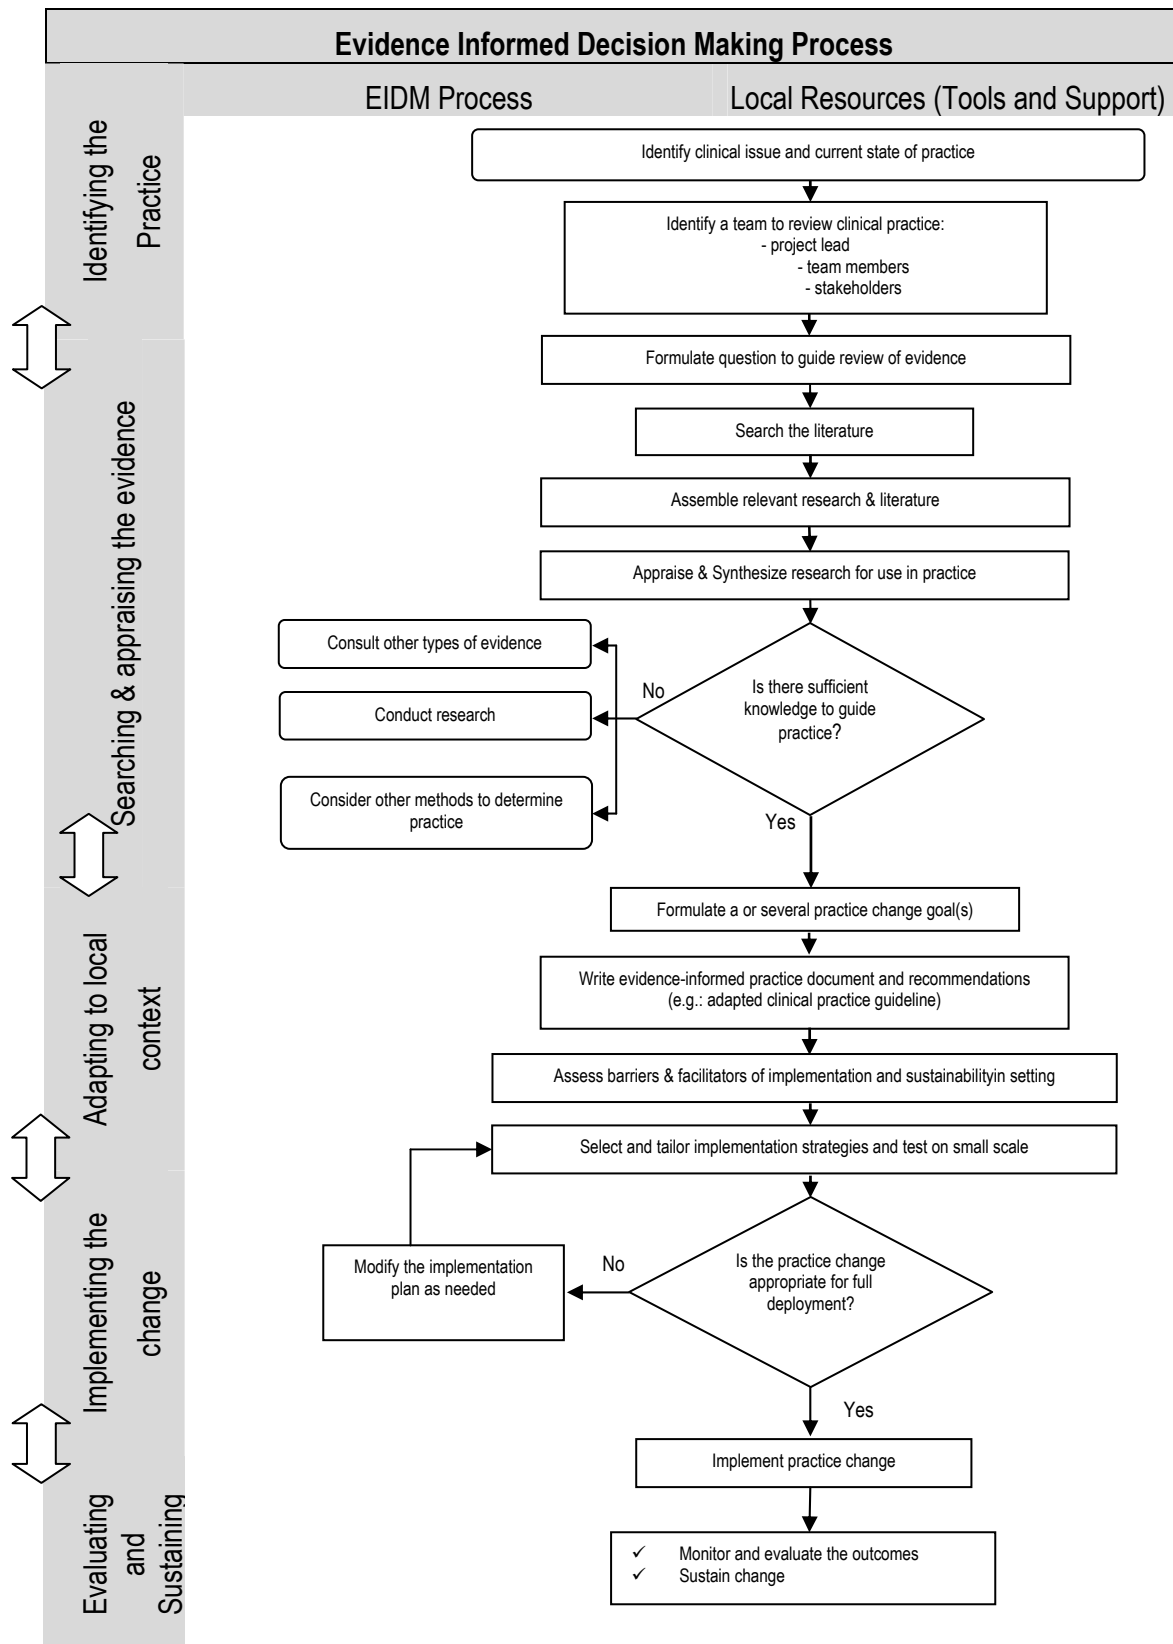 Evidence Informed Decision Making Process
EIDM Process
Local Resources (Tools and Support)
Identifying the
Practice
Identify clinical issue and current state of practice
Identify a team to review clinical practice:
- project lead
- team members
- stakeholders
Searching & appraising the evidence
Formulate question to guide review of evidence
Search the literature
Assemble relevant research & literature
Appraise & Synthesize research for use in practice
Is there sufficient
knowledge to guide
practice?
No
Consult other types of evidence
Conduct research
Consider other methods to determine
practice
Yes
Adapting to local
context
Formulate a or several practice change goal(s)
Write evidence-informed practice document and recommendations
(e.g.: adapted clinical practice guideline)
Assess barriers & facilitators of implementation and sustainabilityin setting
Select and tailor implementation strategies and test on small scale
Implementing the
change
Is the practice change
appropriate for full
deployment?
No
Modify the implementation
plan as needed
Yes
Implement practice change
Evaluating
and
Sustaining
✓ Monitor and evaluate the outcomes
✓ Sustain change